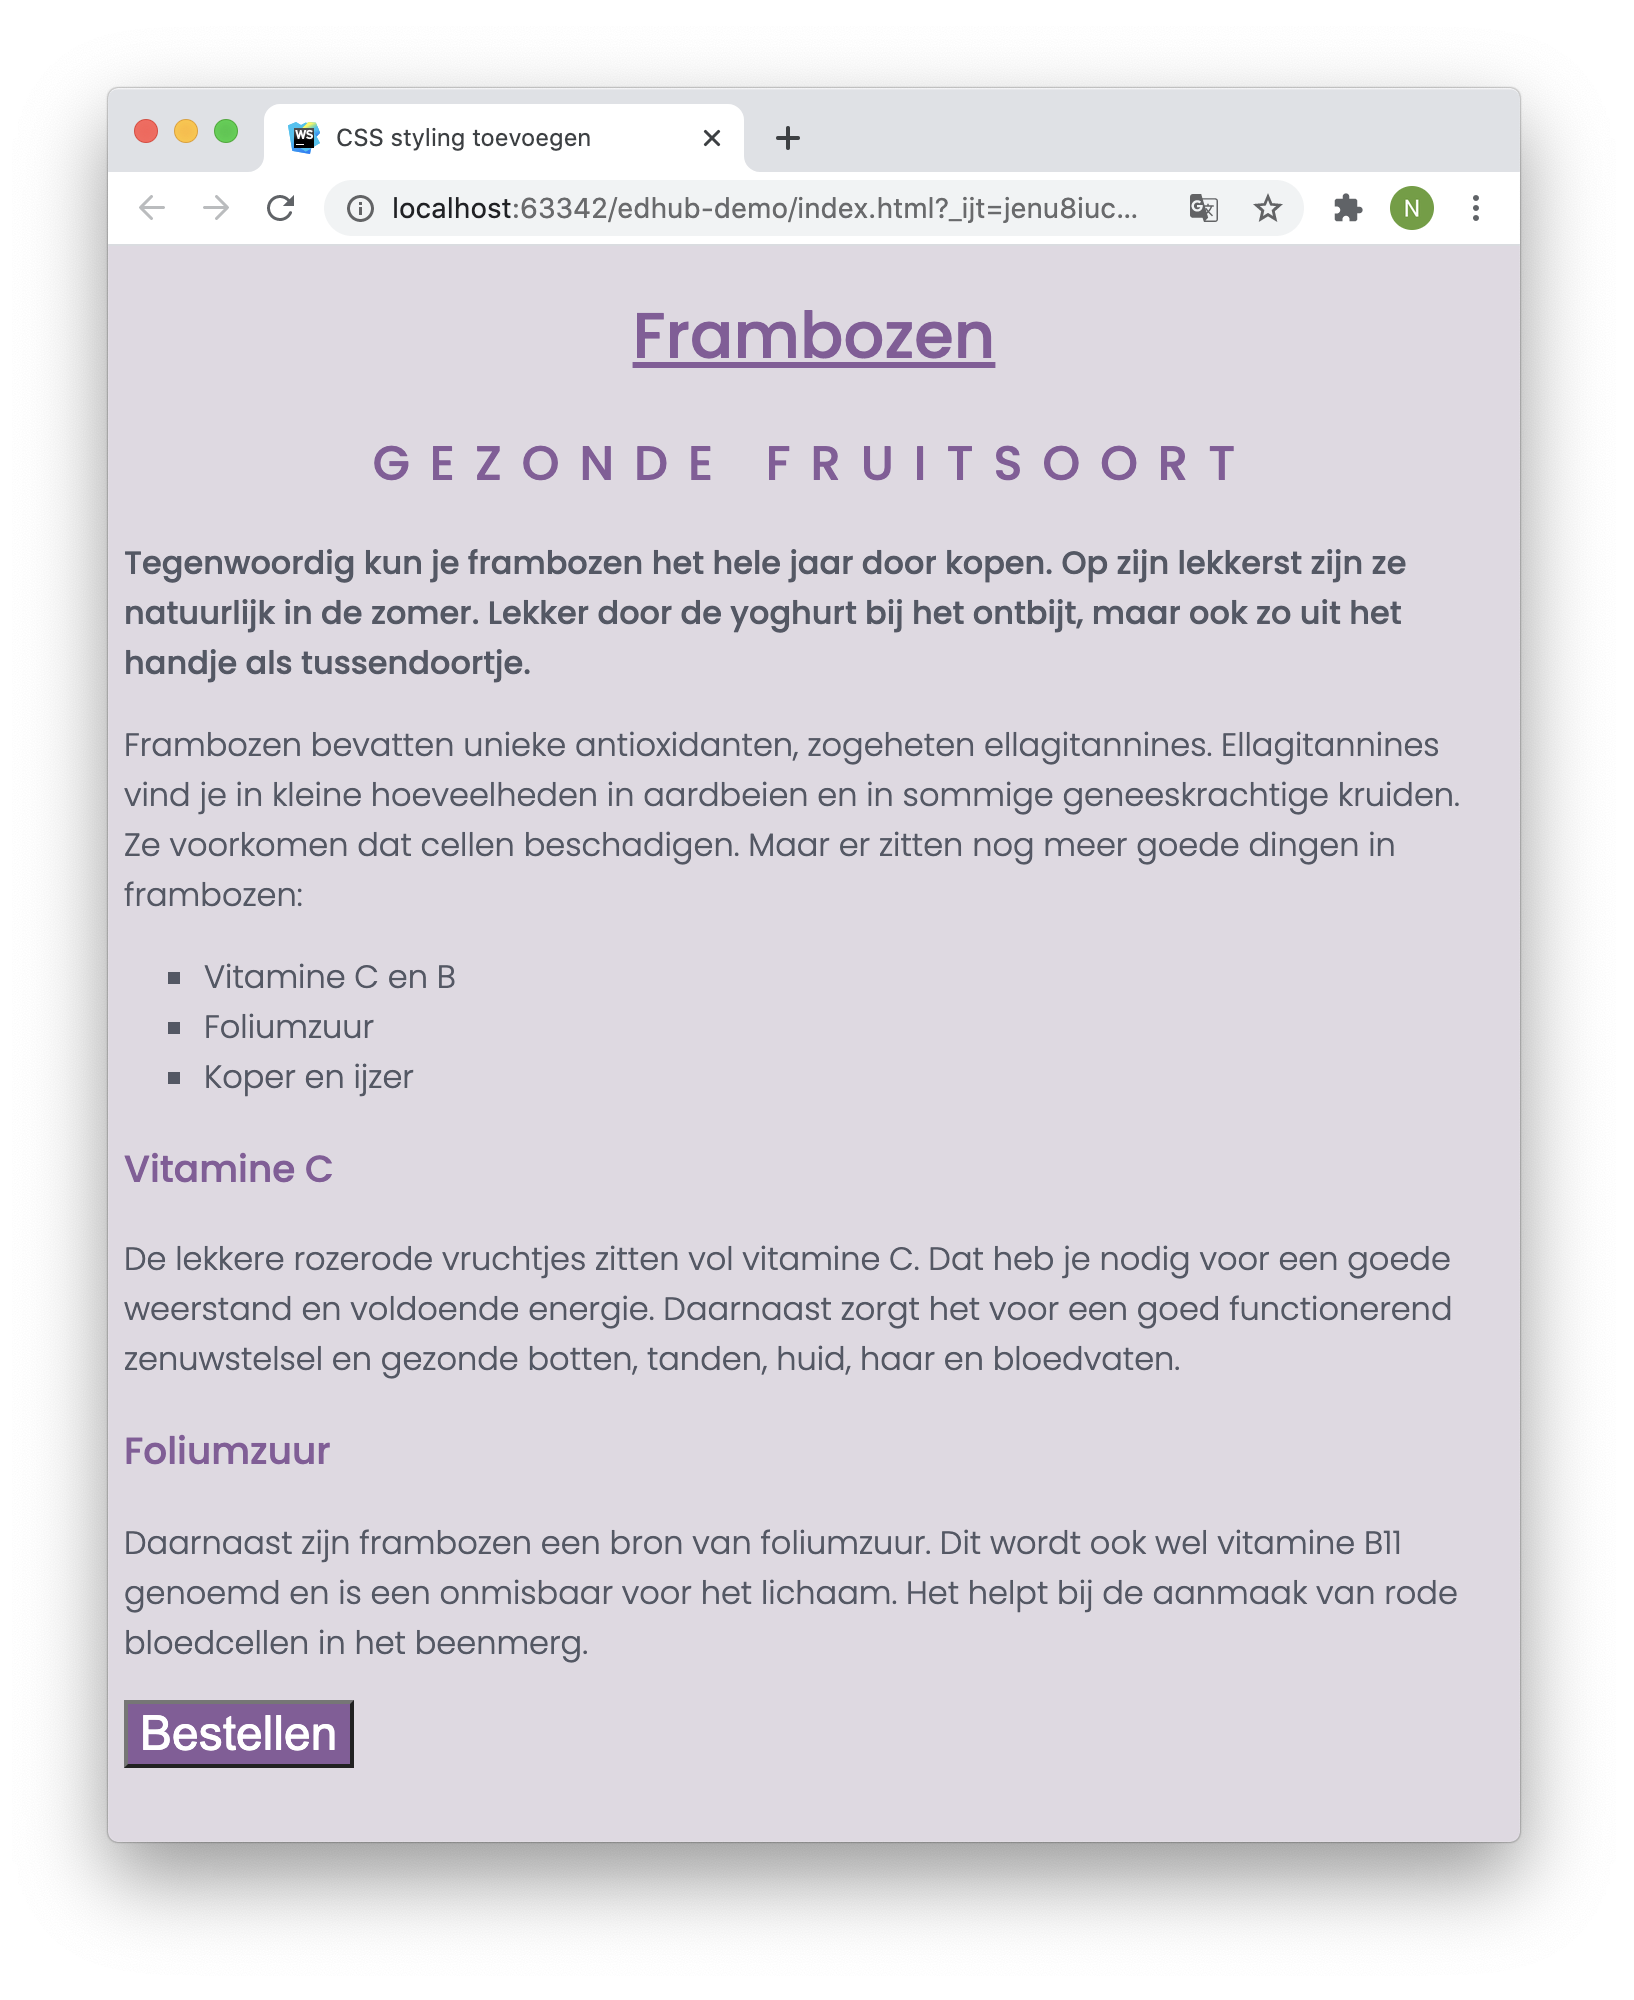 WS
CSS styling toevoegen
localhost:63342/edhub-demo/index.html?_ijt=jenu8iuc...
N
Frambozen
GEZONDE FRUITSOORT
Tegenwoordig kun je frambozen het hele jaar door kopen. Op zijn lekkerst zijn ze
natuurlijk in de zomer. Lekker door de yoghurt bij het ontbijt, maar ook zo uit het
handje als tussendoortje.
Frambozen bevatten unieke antioxidanten, zogeheten ellagitannines. Ellagitannines
vind je in kleine hoeveelheden in aardbeien en in sommige geneeskrachtige kruiden.
Ze voorkomen dat cellen beschadigen. Maar er zitten nog meer goede dingen in
frambozen:
Vitamine C en B
Foliumzuur
Koper en ijzer
Vitamine C
De lekkere rozerode vruchtjes zitten vol vitamine C. Dat heb je nodig voor een goede
weerstand en voldoende energie. Daarnaast zorgt het voor een goed functionerend
zenuwstelsel en gezonde botten, tanden, huid, haar en bloedvaten.
Foliumzuur
Daarnaast zijn frambozen een bron van foliumzuur. Dit wordt ook wel vitamine B11
genoemd en is een onmisbaar voor het lichaam. Het helpt bij de aanmaak van rode
bloedcellen in het beenmerg.
Bestellen